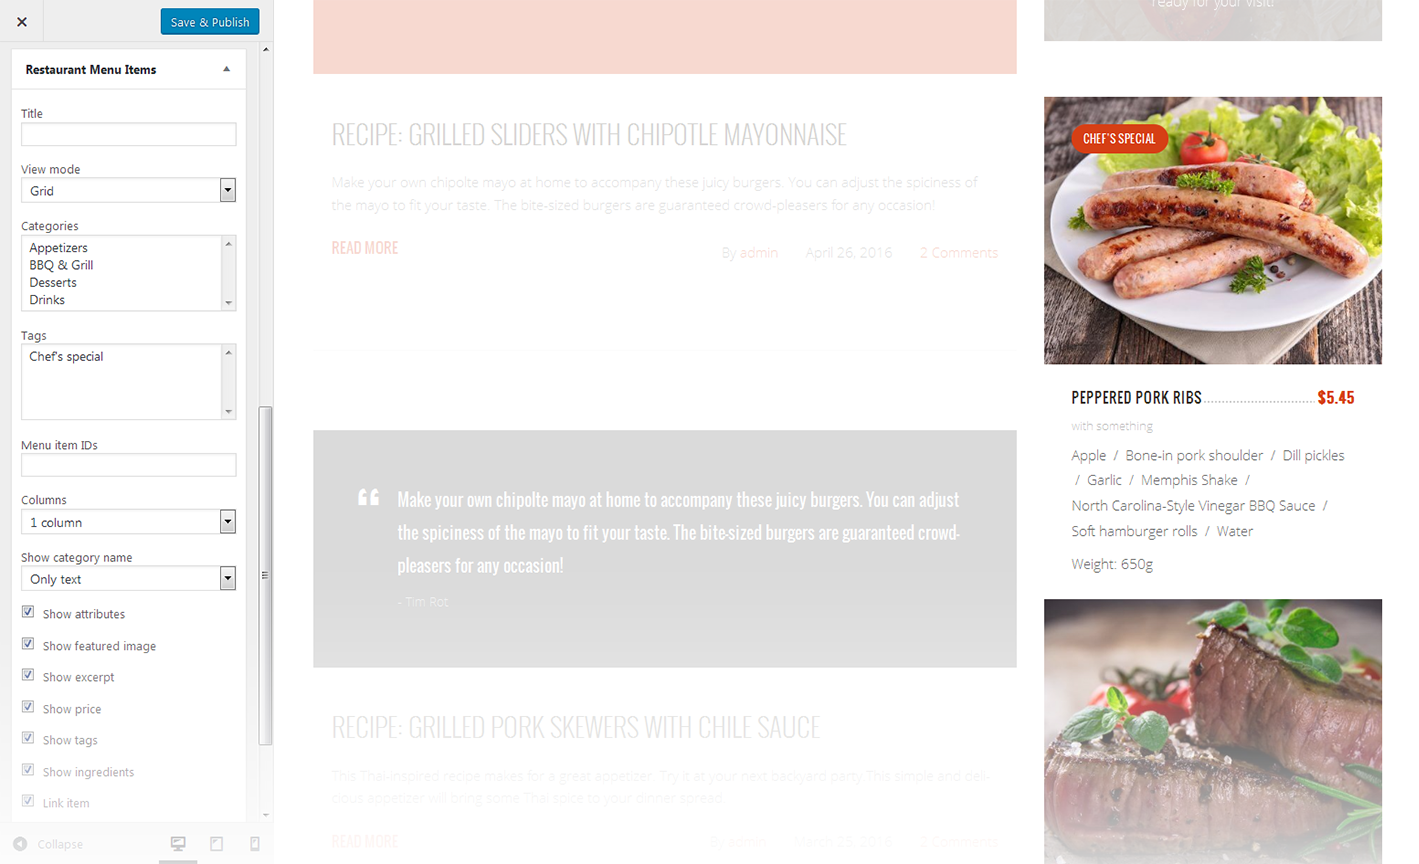 Save & Publish
Restaurant Menu Items
Title
View mode
Grid
Categories
Appetizers
BBQ & Grill
Desserts
Drinks
Tags
Chef's special
Menu item IDs
Columns
1 column
Show category name
Only text
Show attributes
Show featured image
Show excerpt
Show price
Show tags
Show ingredients
Link item
Collapse
RECIPE: GRILLED SLIDERS WITH CHIPOTLE MAYONNAISE
Make your own chipolte mayo at home to accompany these juicy burgers. You can adjust the spiciness of
the mayo to fit your taste. The bite-sized burgers are guaranteed crowd-pleasers for any occasion!
READ MORE
By admin April 26, 2016 2 Comments
“ Make your own chipolte mayo at home to accompany these juicy burgers. You can adjust
the spiciness of the mayo to fit your taste. The bite-sized burgers are guaranteed crowd-
pleasers for any occasion!
- Tim Rot
RECIPE: GRILLED PORK SKEWERS WITH CHILE SAUCE
This Thai-inspired recipe makes for a great appetizer. Try it at your next backyard party This simple and deli-
cious appetizer will bring some Thai spice to your dinner spread.
READ MORE
By admin March 25, 2016 2 Comments
ready for your visit!
CHEF'S SPECIAL
PEPPERED PORK RIBS $5.45
with something
Apple / Bone-in pork shoulder / Dill pickles
/ Garlic / Memphis Shake /
North Carolina-Style Vinegar BBQ Sauce /
Soft hamburger rolls / Water
Weight: 650g